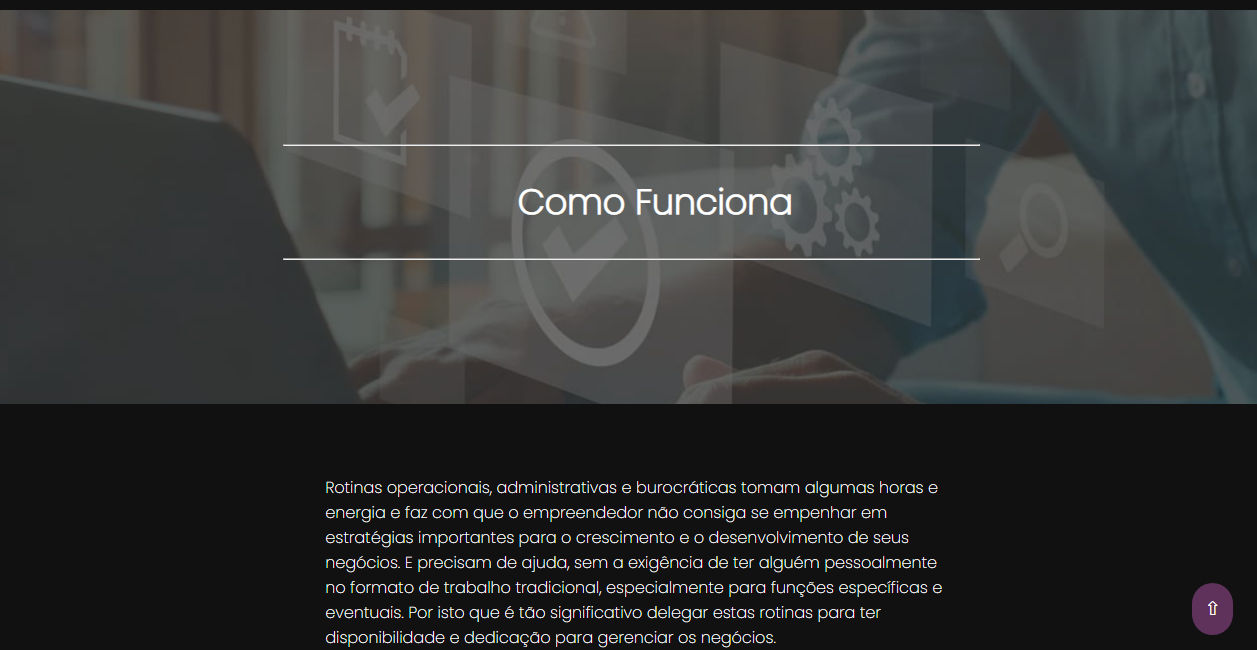 Como Funciona
Rotinas operacionais, administrativas e burocráticas tomam algumas horas e
energia e faz com que o empreendedor não consiga se empenhar em
estratégias importantes para o crescimento e o desenvolvimento de seus
negócios. E precisam de ajuda, sem a exigência de ter alguém pessoalmente
no formato de trabalho tradicional, especialmente para funções específicas e
eventuais. Por isto que é tão significativo delegar estas rotinas para ter
disponibilidade e dedicação para gerenciar os negócios.
⇧